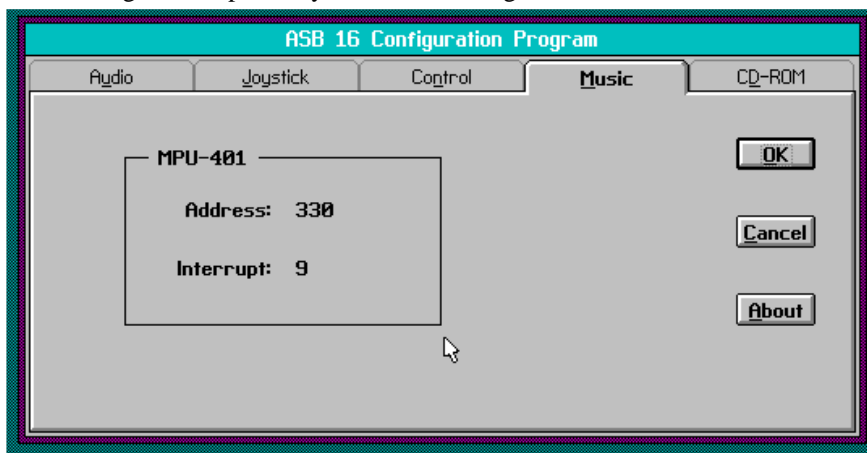 ASB 16 Configuration Program
Audio Joystick Control Music CD-ROM
MPU-401
Address: 330
Interrupt: 9
OK
Cancel
About